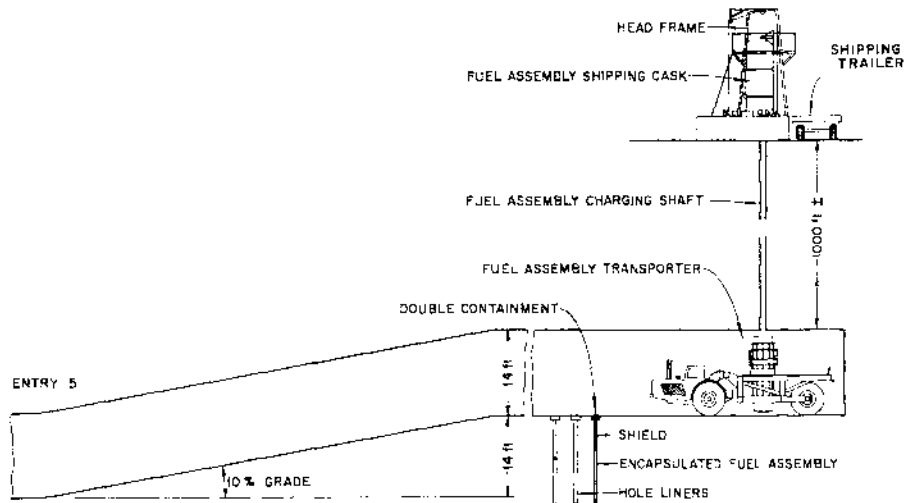 HEAD FRAME
SHIPPING
TRAILER
FUEL ASSEMBLY SHIPPING CASK
FUEL ASSEMBLY CHARGING SHAFT
1000 ft ±
FUEL ASSEMBLY TRANSPORTER
DOUBLE CONTAINMENT
ENTRY 5
14 ft
14 ft
SHIELD
ENCAPSULATED FUEL ASSEMBLY
10% GRADE
HOLE LINERS